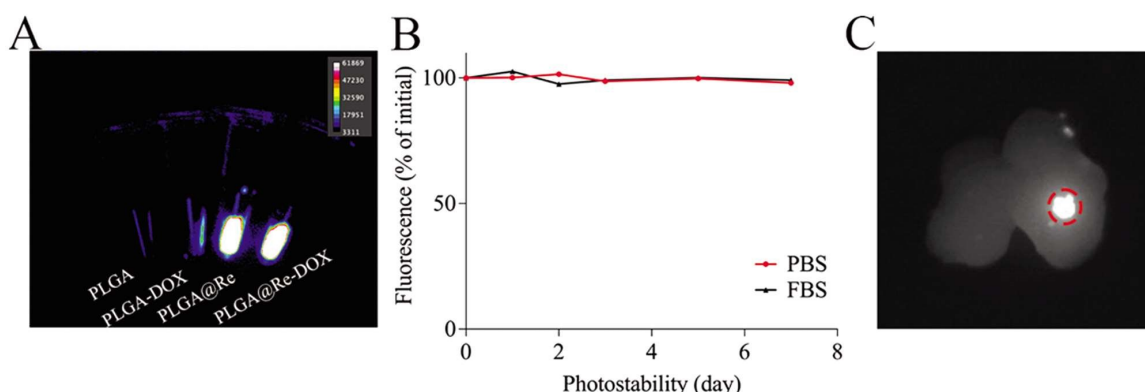 A
61869
47230
32590
17951
3311
PLGA
PLGA-DOX
PLGA@Re
PLGA@Re-DOX
B
Fluorescence (% of initial)
100
50
0
0
2
4
6
8
PBS
FBS
Photostability (day)
C